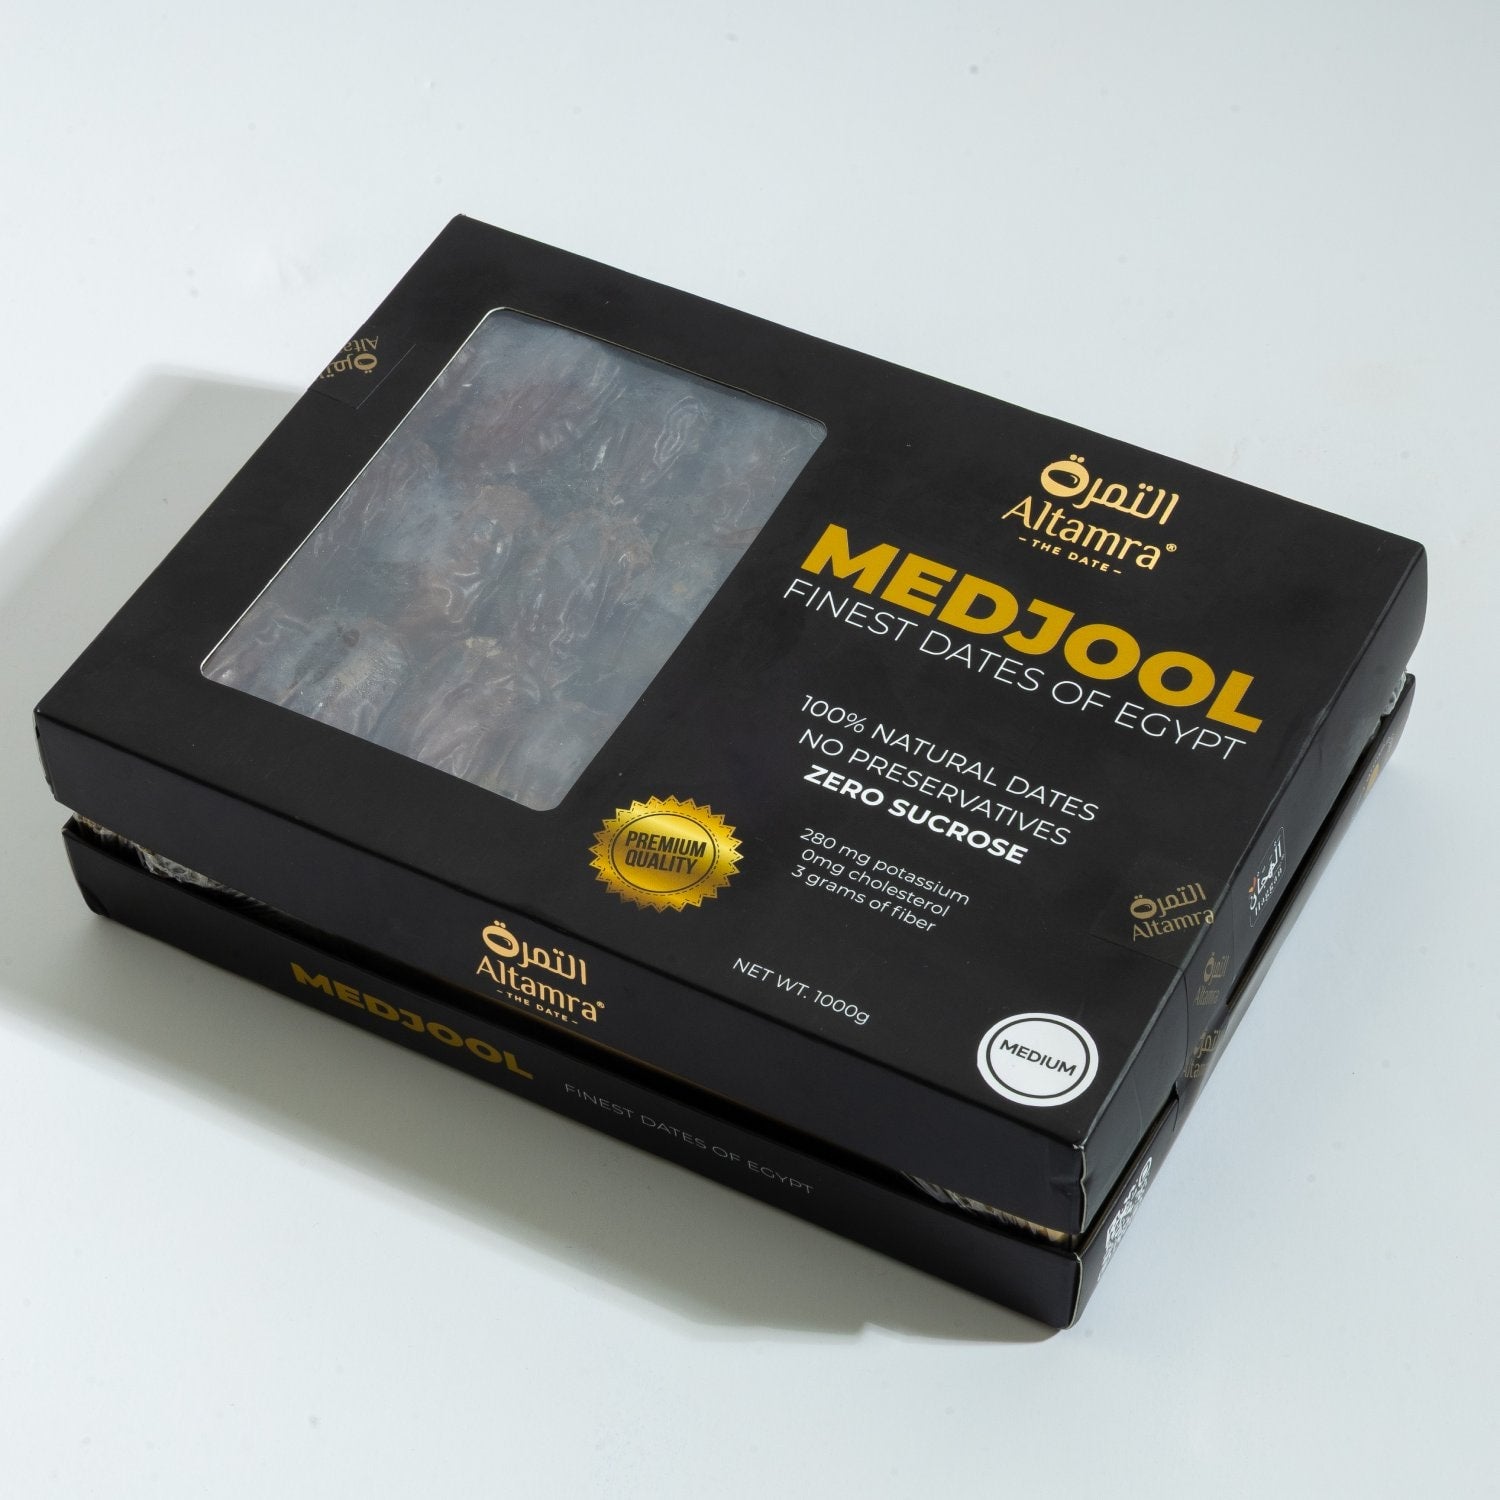 التمرة
Altamra®
- THE DATE -
MEDJOOL
FINEST DATES OF EGYPT
100% NATURAL DATES
NO PRESERVATIVES
ZERO SUCROSE
280 mg potassium
0mg cholesterol
3 grams of fiber
PREMIUM
QUALITY
NET WT. 1000g
MEDIUM
التمرة
Altamra®
- THE DATE -
MEDJOOL
FINEST DATES OF EGYPT
التمرة
Altamra
التمرة
Altamra